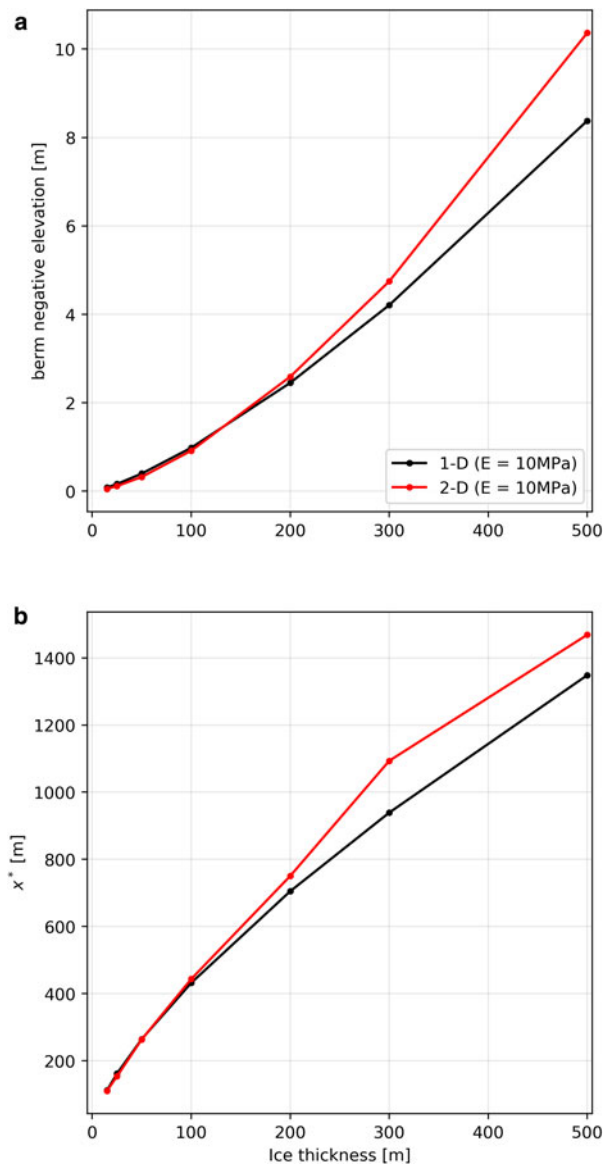 a
10
8
6
4
2
0
berm negative elevation [m]
1-D (E = 10MPa)
2-D (E = 10MPa)
0 100 200 300 400 500
b
1400
1200
1000
800
600
400
200
x* [m]
0 100 200 300 400 500
Ice thickness [m]